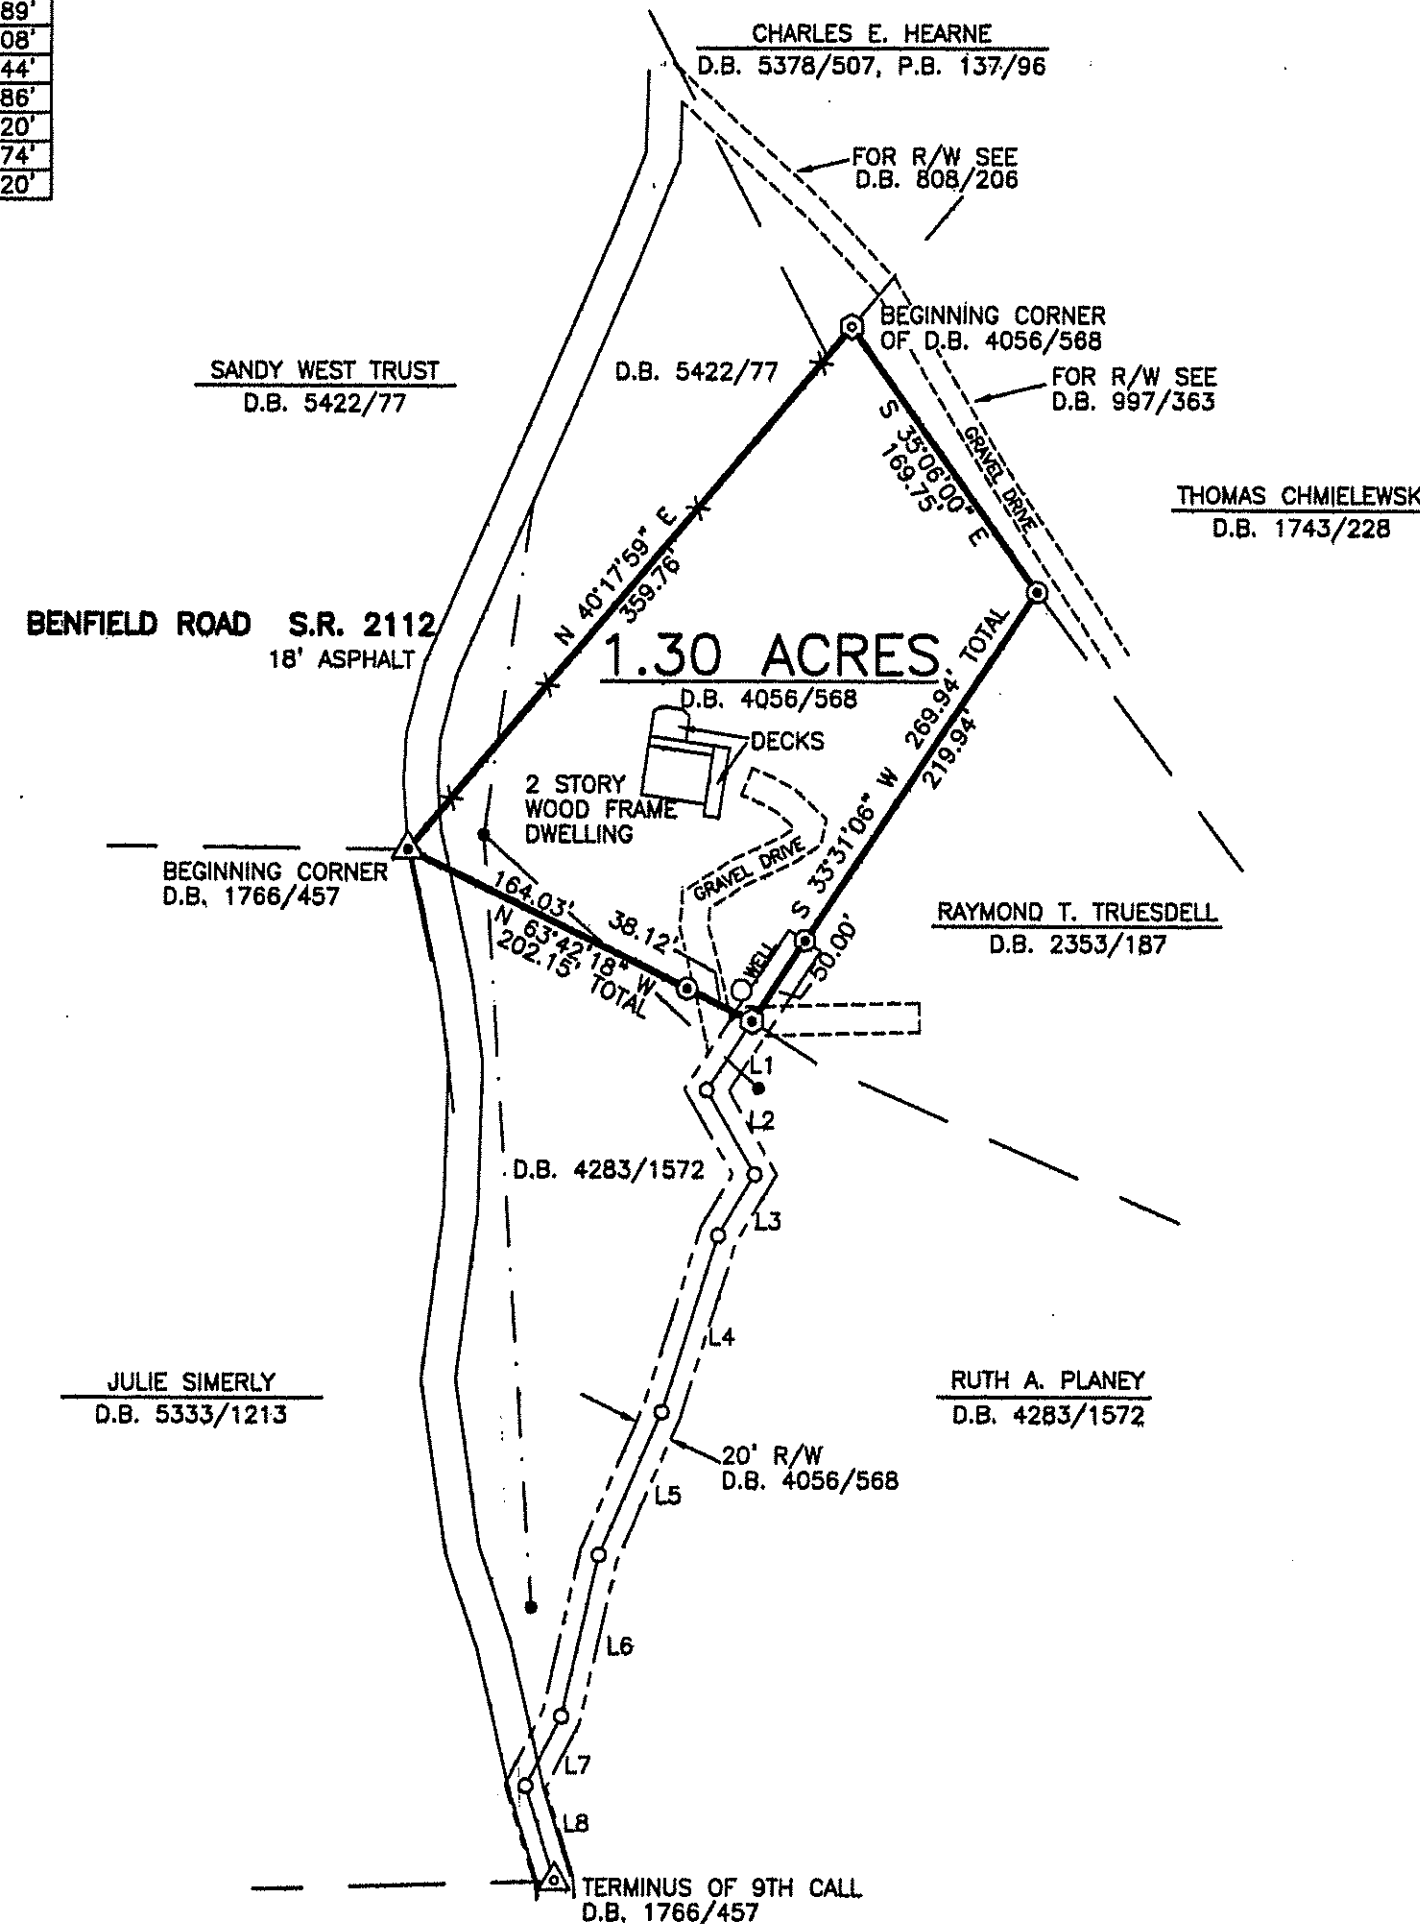 89'
08'
44'
86'
20'
74'
20'
CHARLES E. HEARNE
D.B. 5378/507, P.B. 137/96
FOR R/W SEE
D.B. 808/206
BEGINNING CORNER
OF D.B. 4056/568
SANDY WEST TRUST
D.B. 5422/77
D.B. 5422/77
FOR R/W SEE
D.B. 997/363
S 35°06'00" E
169.75'
GRAVEL DRIVE
THOMAS CHMIELEWSK
D.B. 1743/228
N 40°17'59" E
359.76'
BENFIELD ROAD S.R. 2112
18' ASPHALT
1.30 ACRES
D.B. 4056/568
S 33°31'06" W 269.94' TOTAL
219.94'
DECKS
2 STORY
WOOD FRAME
DWELLING
GRAVEL DRIVE
BEGINNING CORNER
D.B. 1766/457
164.03'
38.12'
N 63°42'18" W
202.15' TOTAL
WELL
50.00'
RAYMOND T. TRUESDELL
D.B. 2353/187
L1
L2
D.B. 4283/1572
L3
L4
JULIE SIMERLY
D.B. 5333/1213
RUTH A. PLANEY
D.B. 4283/1572
20' R/W
D.B. 4056/568
L5
L6
L7
L8
TERMINUS OF 9TH CALL
D.B. 1766/457